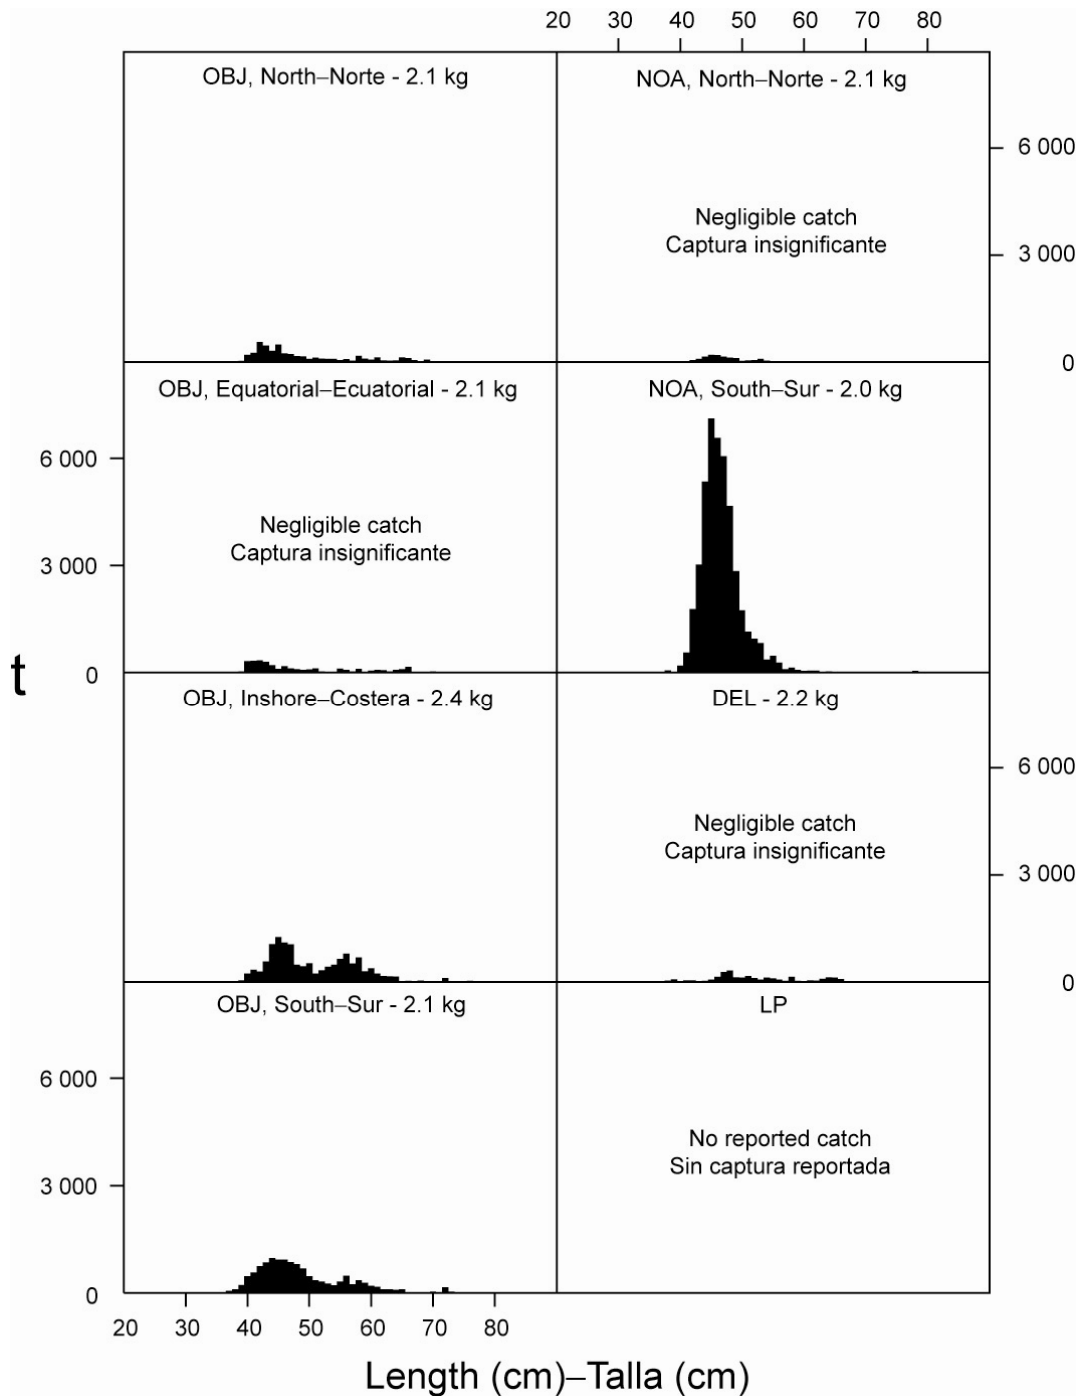 20 30 40 50 60 70 80
OBJ, North–Norte - 2.1 kg
NOA, North–Norte - 2.1 kg
6 000
Negligible catch
Captura insignificante
3 000
0
OBJ, Equatorial–Ecuatorial - 2.1 kg
NOA, South–Sur - 2.0 kg
6 000
Negligible catch
Captura insignificante
3 000
0
t
OBJ, Inshore–Costera - 2.4 kg
DEL - 2.2 kg
6 000
Negligible catch
Captura insignificante
3 000
0
OBJ, South–Sur - 2.1 kg
LP
6 000
No reported catch
Sin captura reportada
3 000
0
20 30 40 50 60 70 80
Length (cm)–Talla (cm)